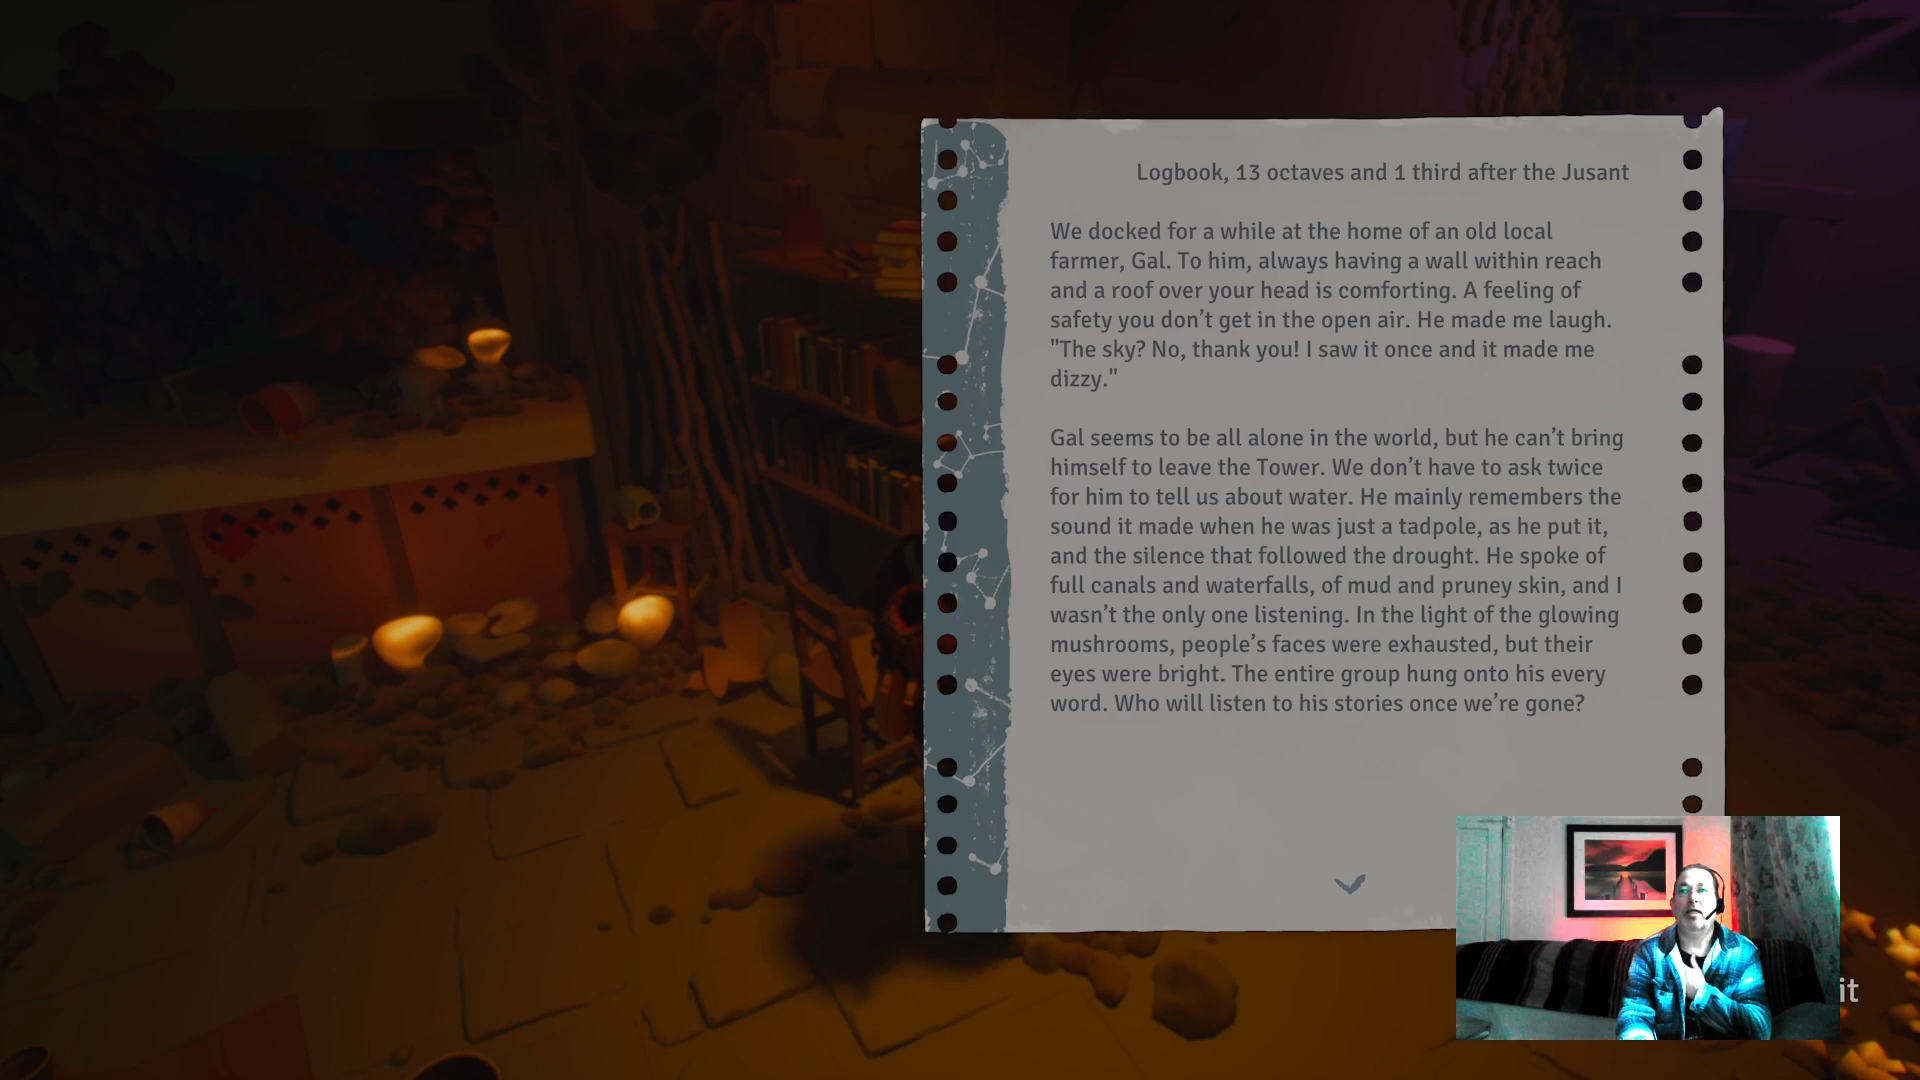 Logbook, 13 octaves and 1 third after the Jusant
We docked for a while at the home of an old local
farmer, Gal. To him, always having a wall within reach
and a roof over your head is comforting. A feeling of
safety you don’t get in the open air. He made me laugh.
"The sky? No, thank you! I saw it once and it made me
dizzy."
Gal seems to be all alone in the world, but he can’t bring
himself to leave the Tower. We don’t have to ask twice
for him to tell us about water. He mainly remembers the
sound it made when he was just a tadpole, as he put it,
and the silence that followed the drought. He spoke of
full canals and waterfalls, of mud and pruney skin, and I
wasn’t the only one listening. In the light of the glowing
mushrooms, people’s faces were exhausted, but their
eyes were bright. The entire group hung onto his every
word. Who will listen to his stories once we’re gone?